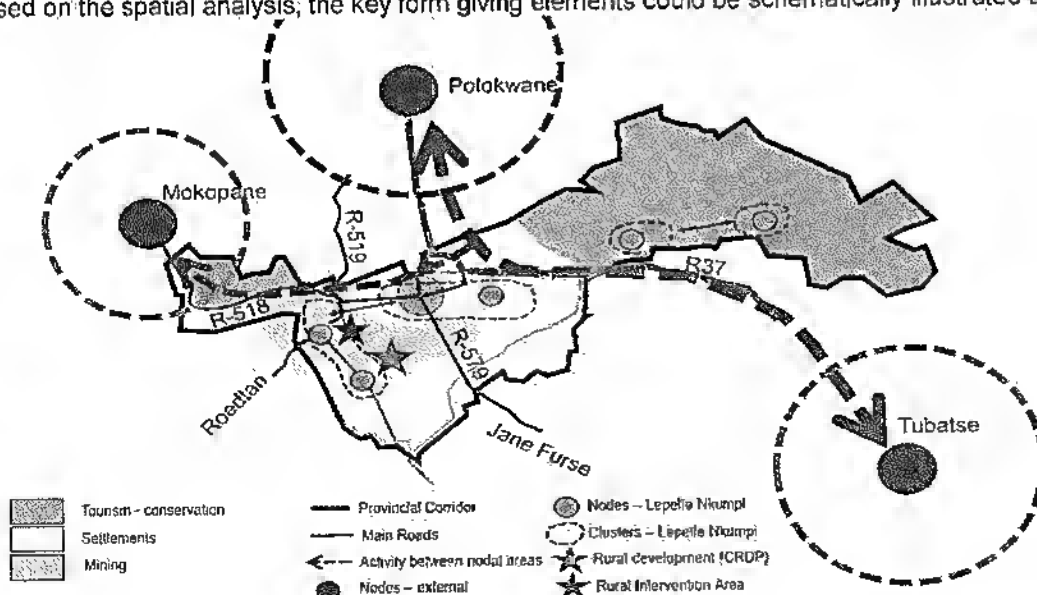 sed on the spatial analysis, the key form giving elements could be schematically illustrated
Polokwane
Mokopane
R-519
R37
R-518
R-579
Roedtan
Jane Furse
Tubatse
Tourism - conservation
Settlements
Mining
Provincial Corridor
Main Roads
Activity between nodal areas
Nodes – external
Nodes – Lepelle Nkumpi
Clusters – Lepelle Nkumpi
Rural development (CRDP)
Rural Intervention Area